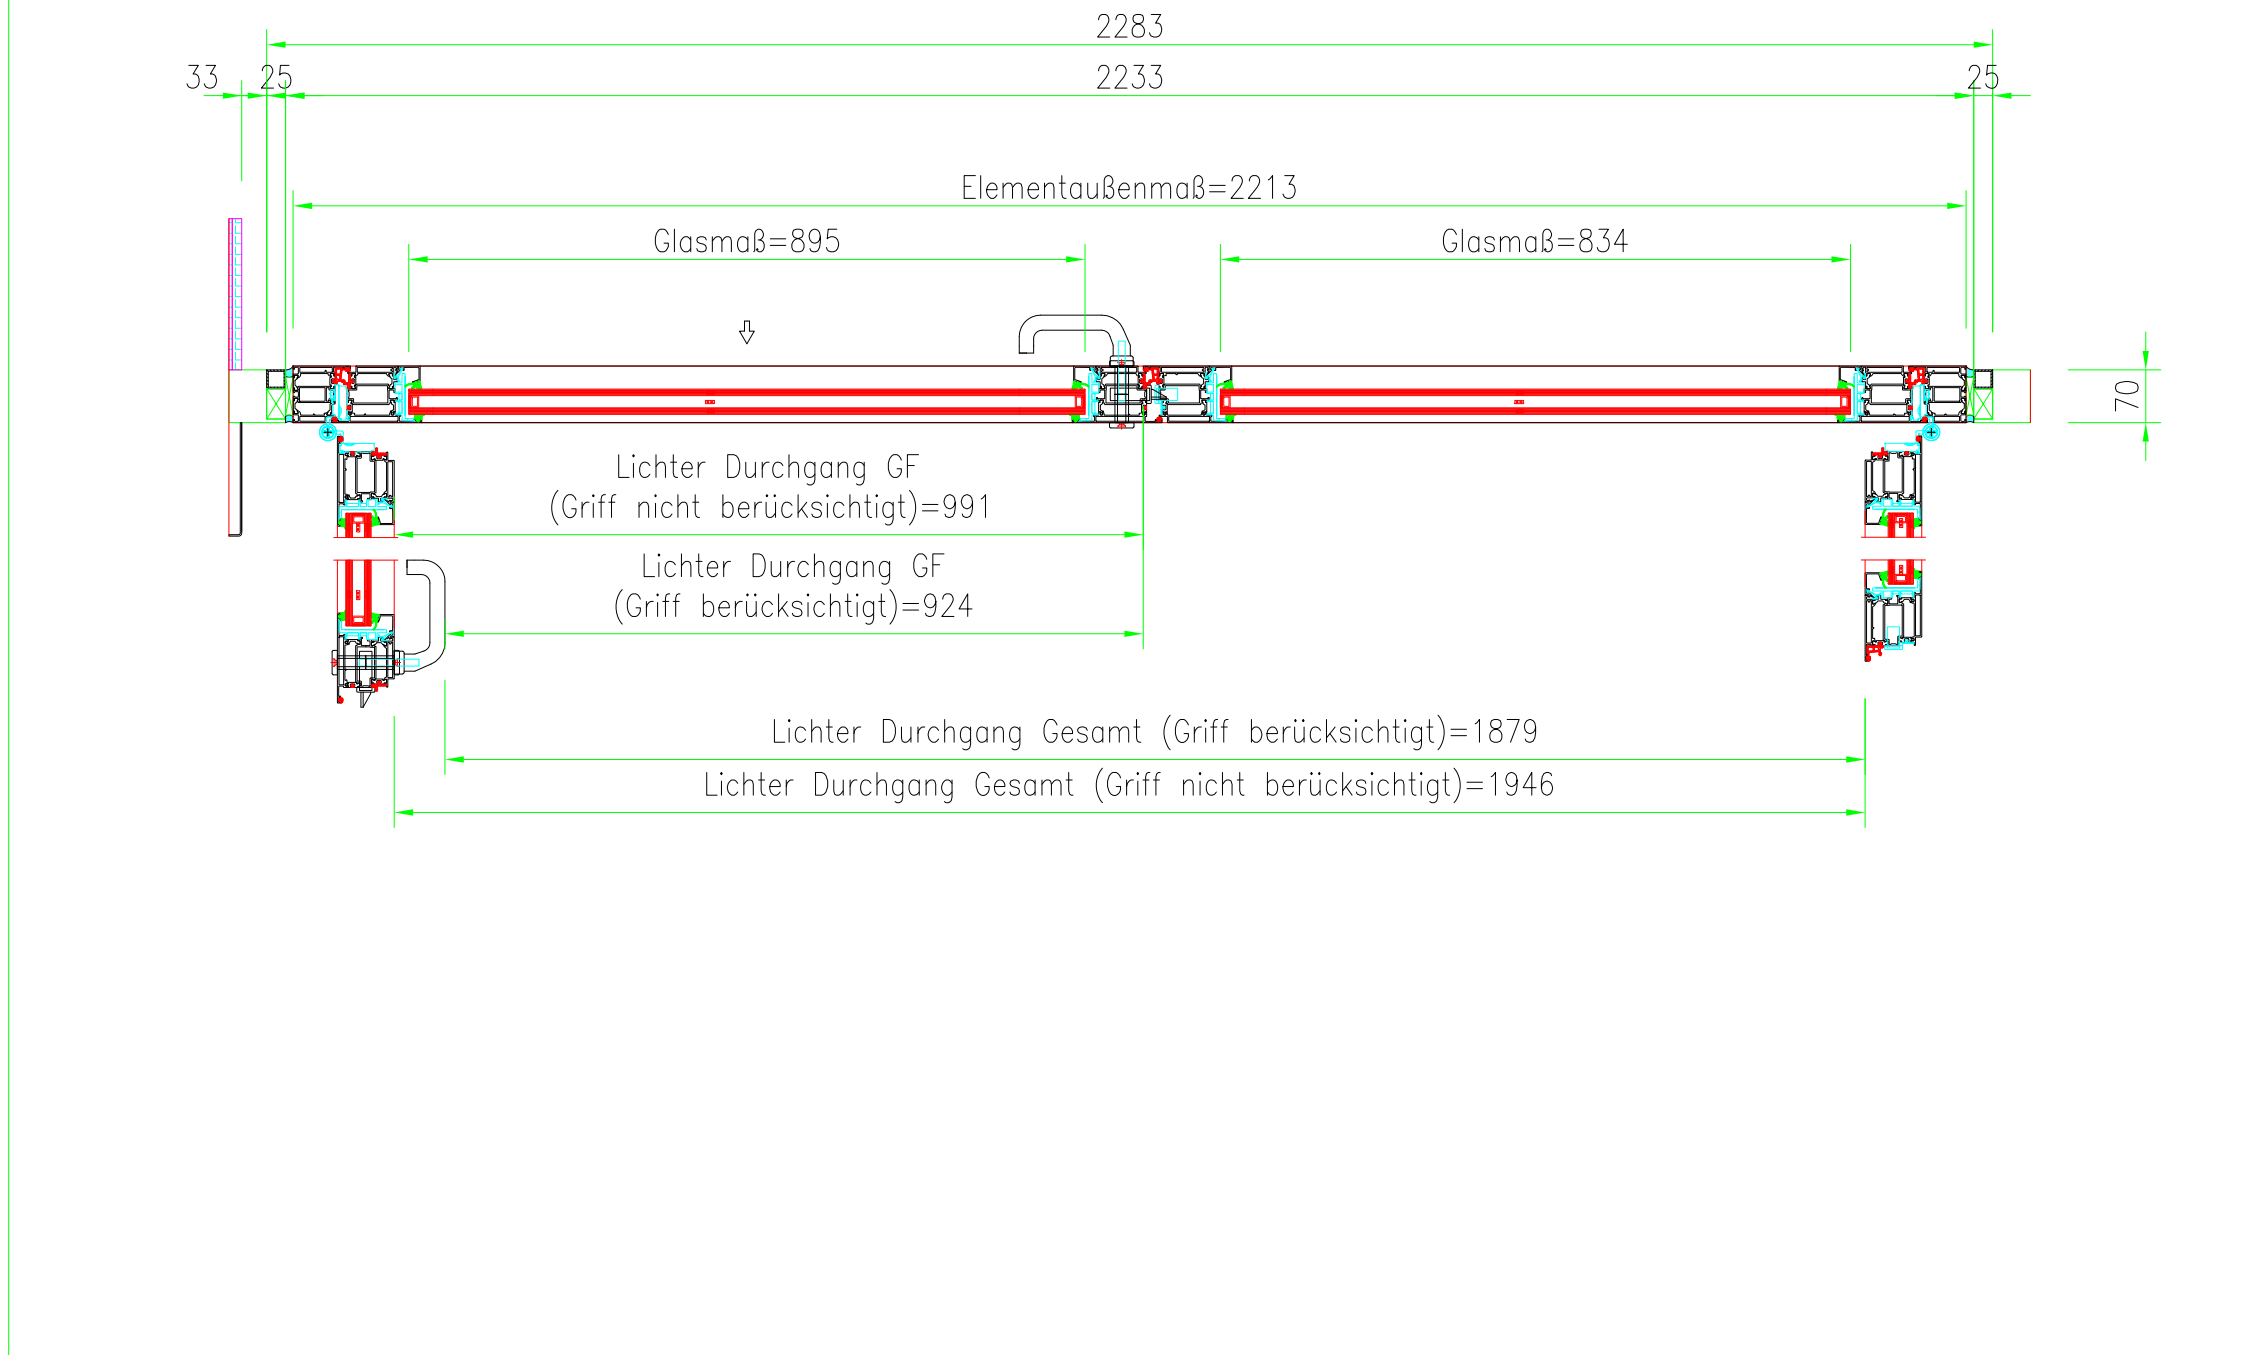 2283
33 25 2233 25
Elementaußenmaß=2213
Glasmaß=895 Glasmaß=834
70
Lichter Durchgang GF
(Griff nicht berücksichtigt)=991
Lichter Durchgang GF
(Griff berücksichtigt)=924
Lichter Durchgang Gesamt (Griff berücksichtigt)=1879
Lichter Durchgang Gesamt (Griff nicht berücksichtigt)=1946